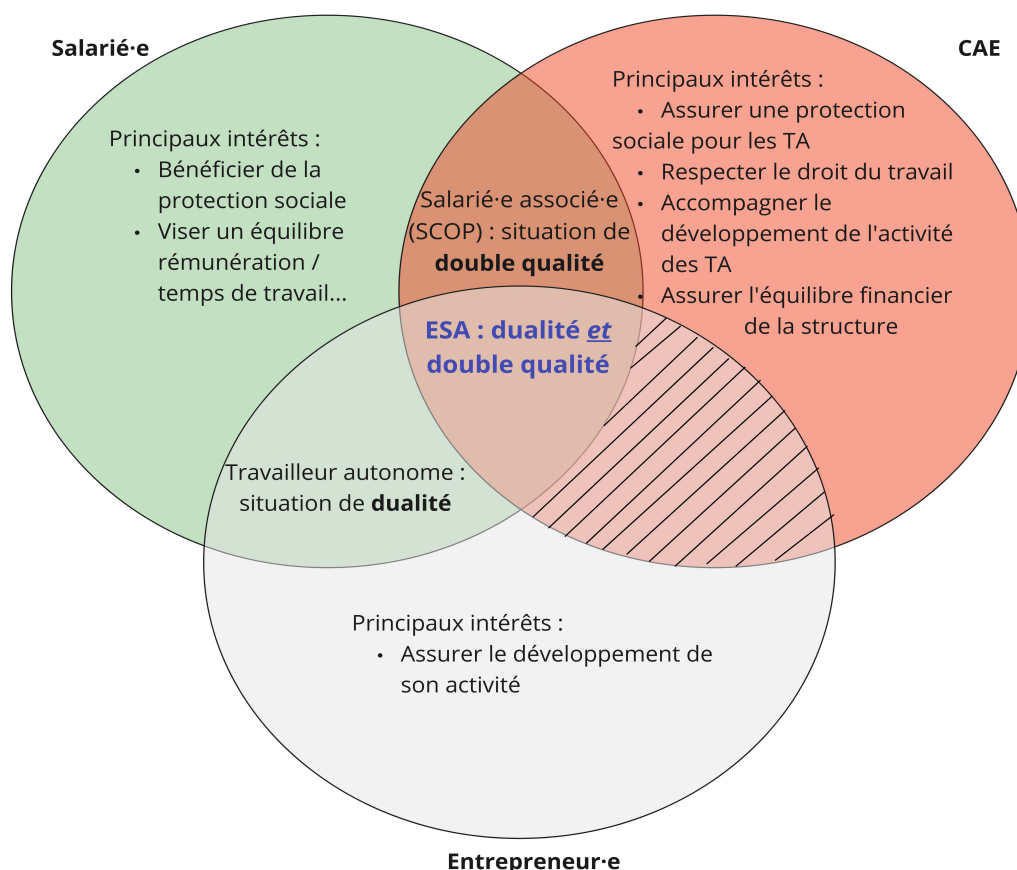 Salarié·e
CAE
Principaux intérêts :
• Bénéficier de la
protection sociale
• Viser un équilibre
rémunération /
temps de travail...
Principaux intérêts :
• Assurer une protection
sociale pour les TA
• Respecter le droit du travail
• Accompagner le
développement de l'activité
des TA
• Assurer l'équilibre financier
de la structure
Salarié·e associé·e
(SCOP) : situation de
double qualité
ESA : dualité et
double qualité
Travailleur autonome :
situation de dualité
Principaux intérêts :
• Assurer le développement de
son activité
Entrepreneur·e